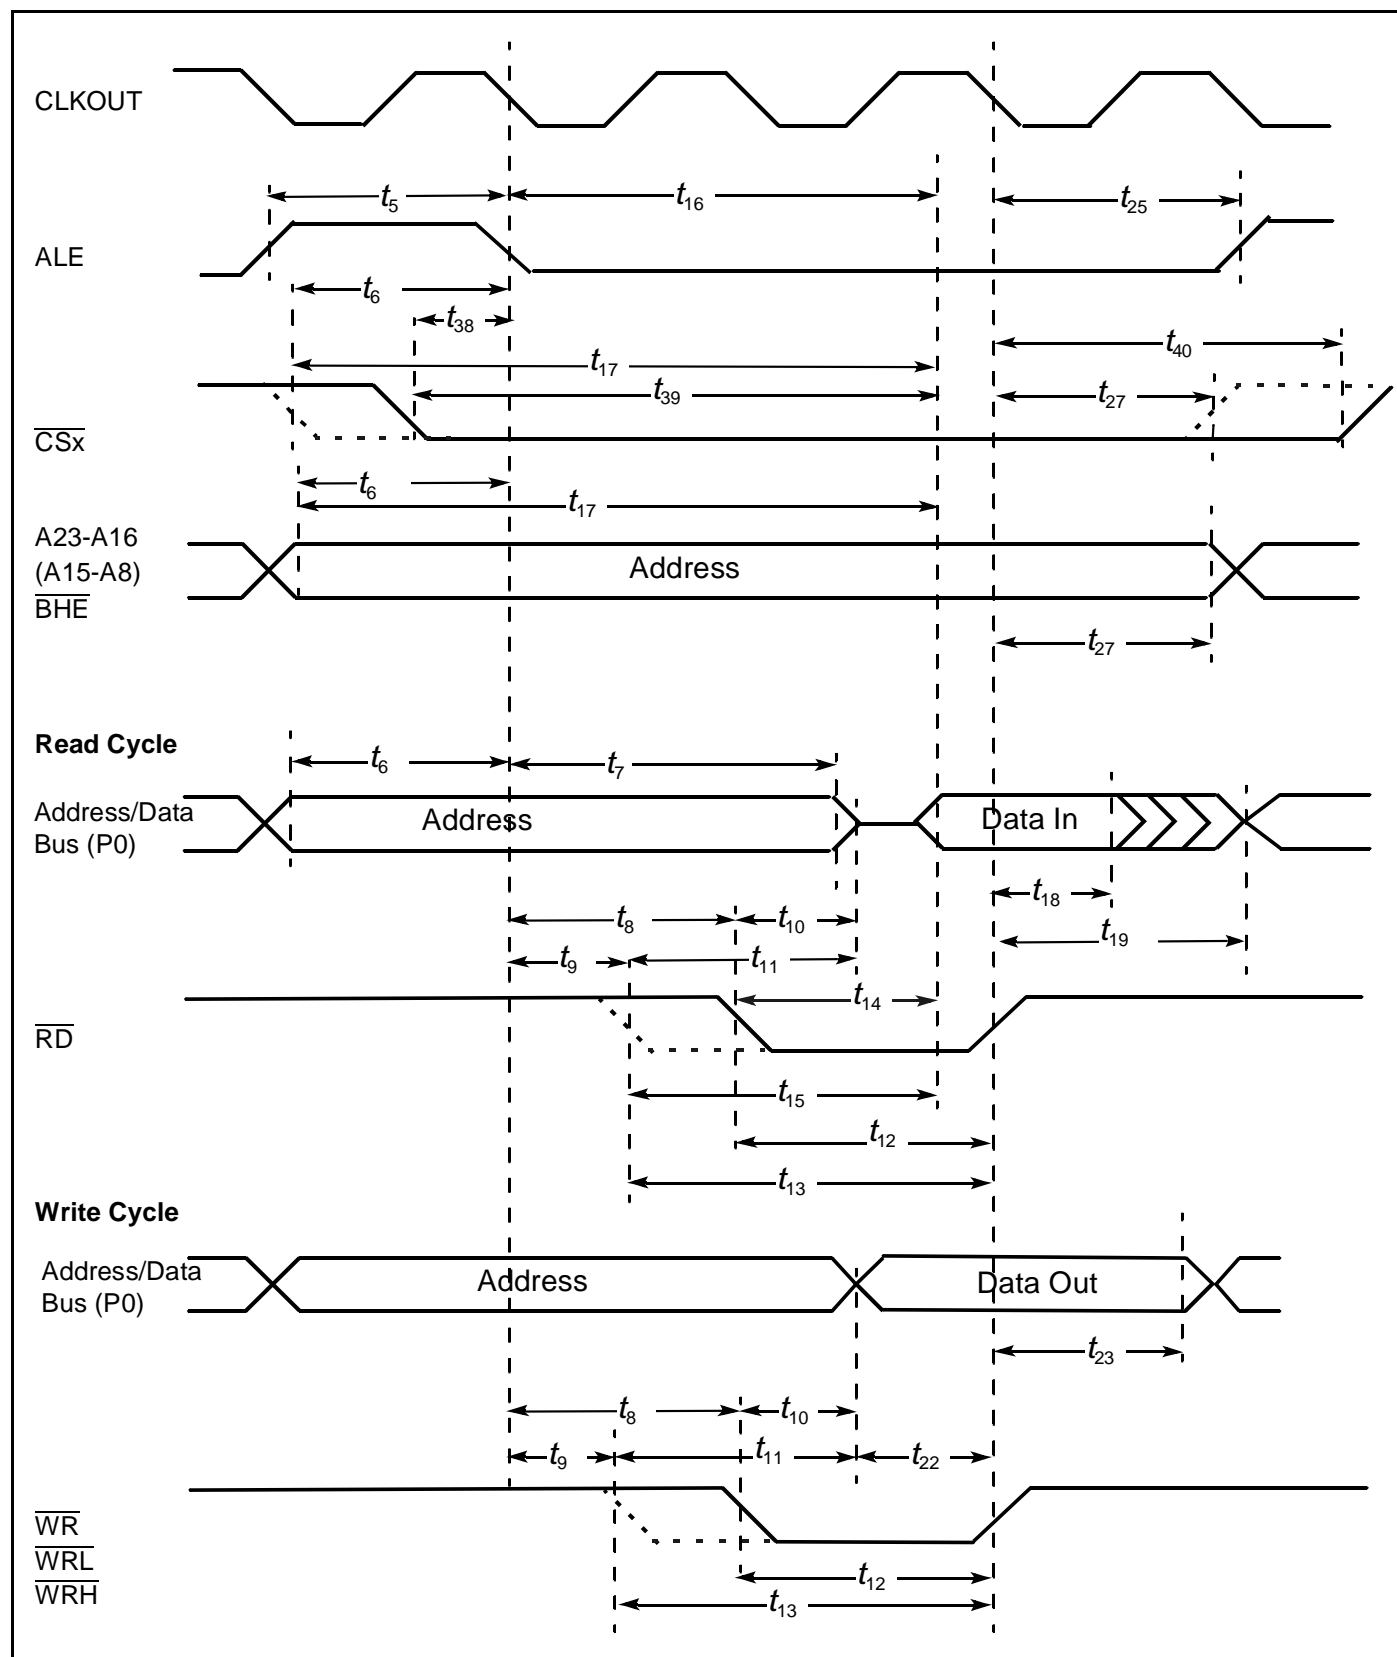 CLKOUT
t5
t16
t25
ALE
t6
t38
t40
t17
t39
t27
CSx
t6
t17
A23-A16
(A15-A8)
BHE
Address
t27
Read Cycle
t6
t7
Address/Data
Bus (P0)
Address
Data In
t18
t8
t10
t19
t9
t11
t14
RD
t15
t12
t13
Write Cycle
Address/Data
Bus (P0)
Address
Data Out
t23
t8
t10
t9
t11
t22
WR
WRL
WRH
t12
t13